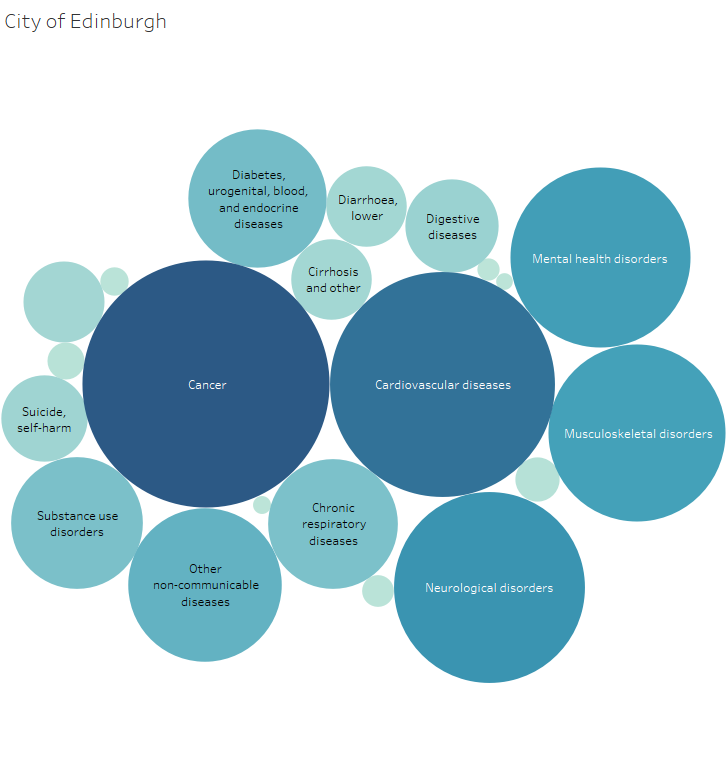 City of Edinburgh
Diabetes,
urogenital, blood,
and endocrine
diseases
Diarrhoea,
lower
Digestive
diseases
Mental health disorders
Cirrhosis
and other
Cancer
Cardiovascular diseases
Suicide,
self-harm
Musculoskeletal disorders
Substance use
disorders
Chronic
respiratory
diseases
Other
non-communicable
diseases
Neurological disorders